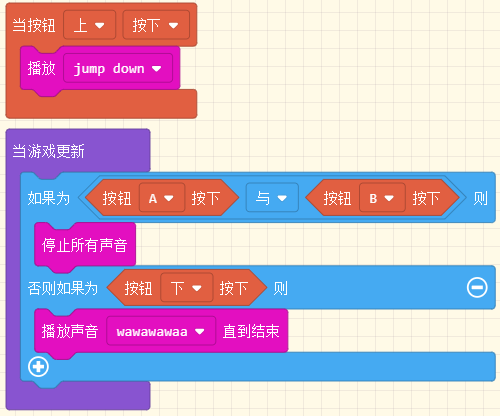 当按钮 上 按下
播放 jump down
当游戏更新
如果为 按钮 A 按下 与 按钮 B 按下 则
停止所有声音
否则如果为 按钮 下 按下 则
播放声音 wawawawaa 直到结束